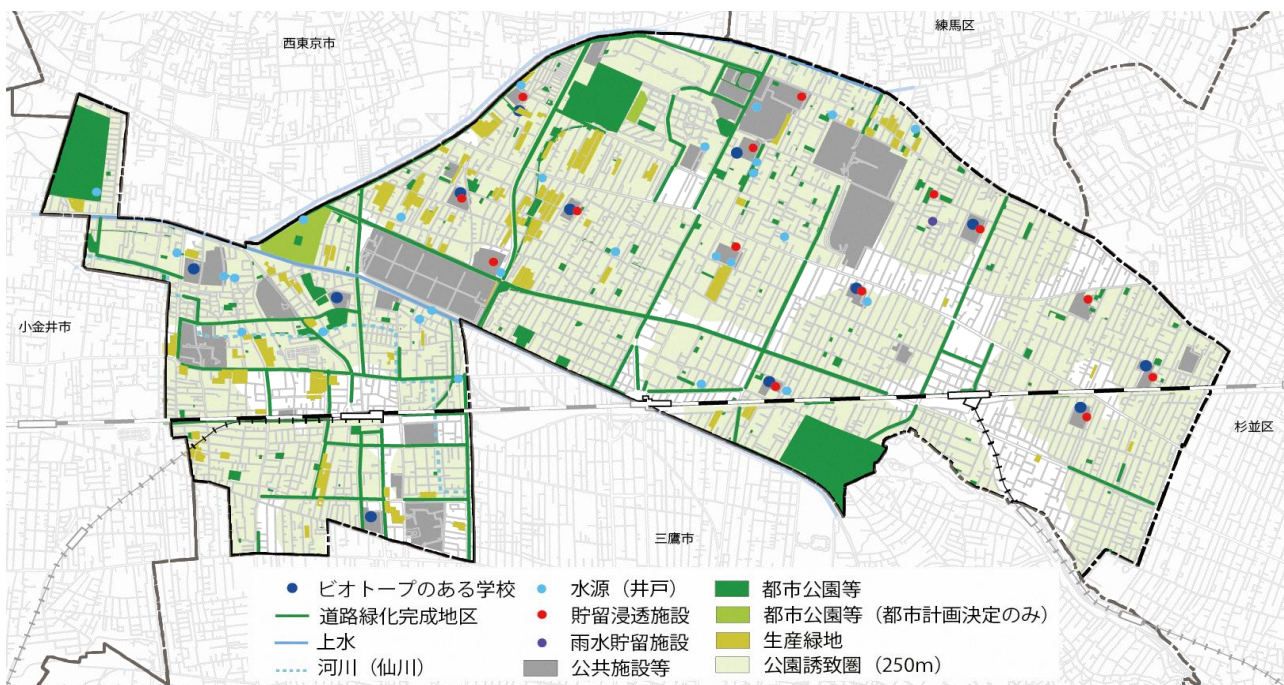 西東京市
練馬区
小金井市
杉並区
三鷹市
ビオトープのある学校
道路緑化完成地区
上水
河川（仙川）
水源（井戸）
貯留浸透施設
雨水貯留施設
公共施設等
都市公園等
都市公園等（都市計画決定のみ）
生産緑地
公園誘致圏（250m）